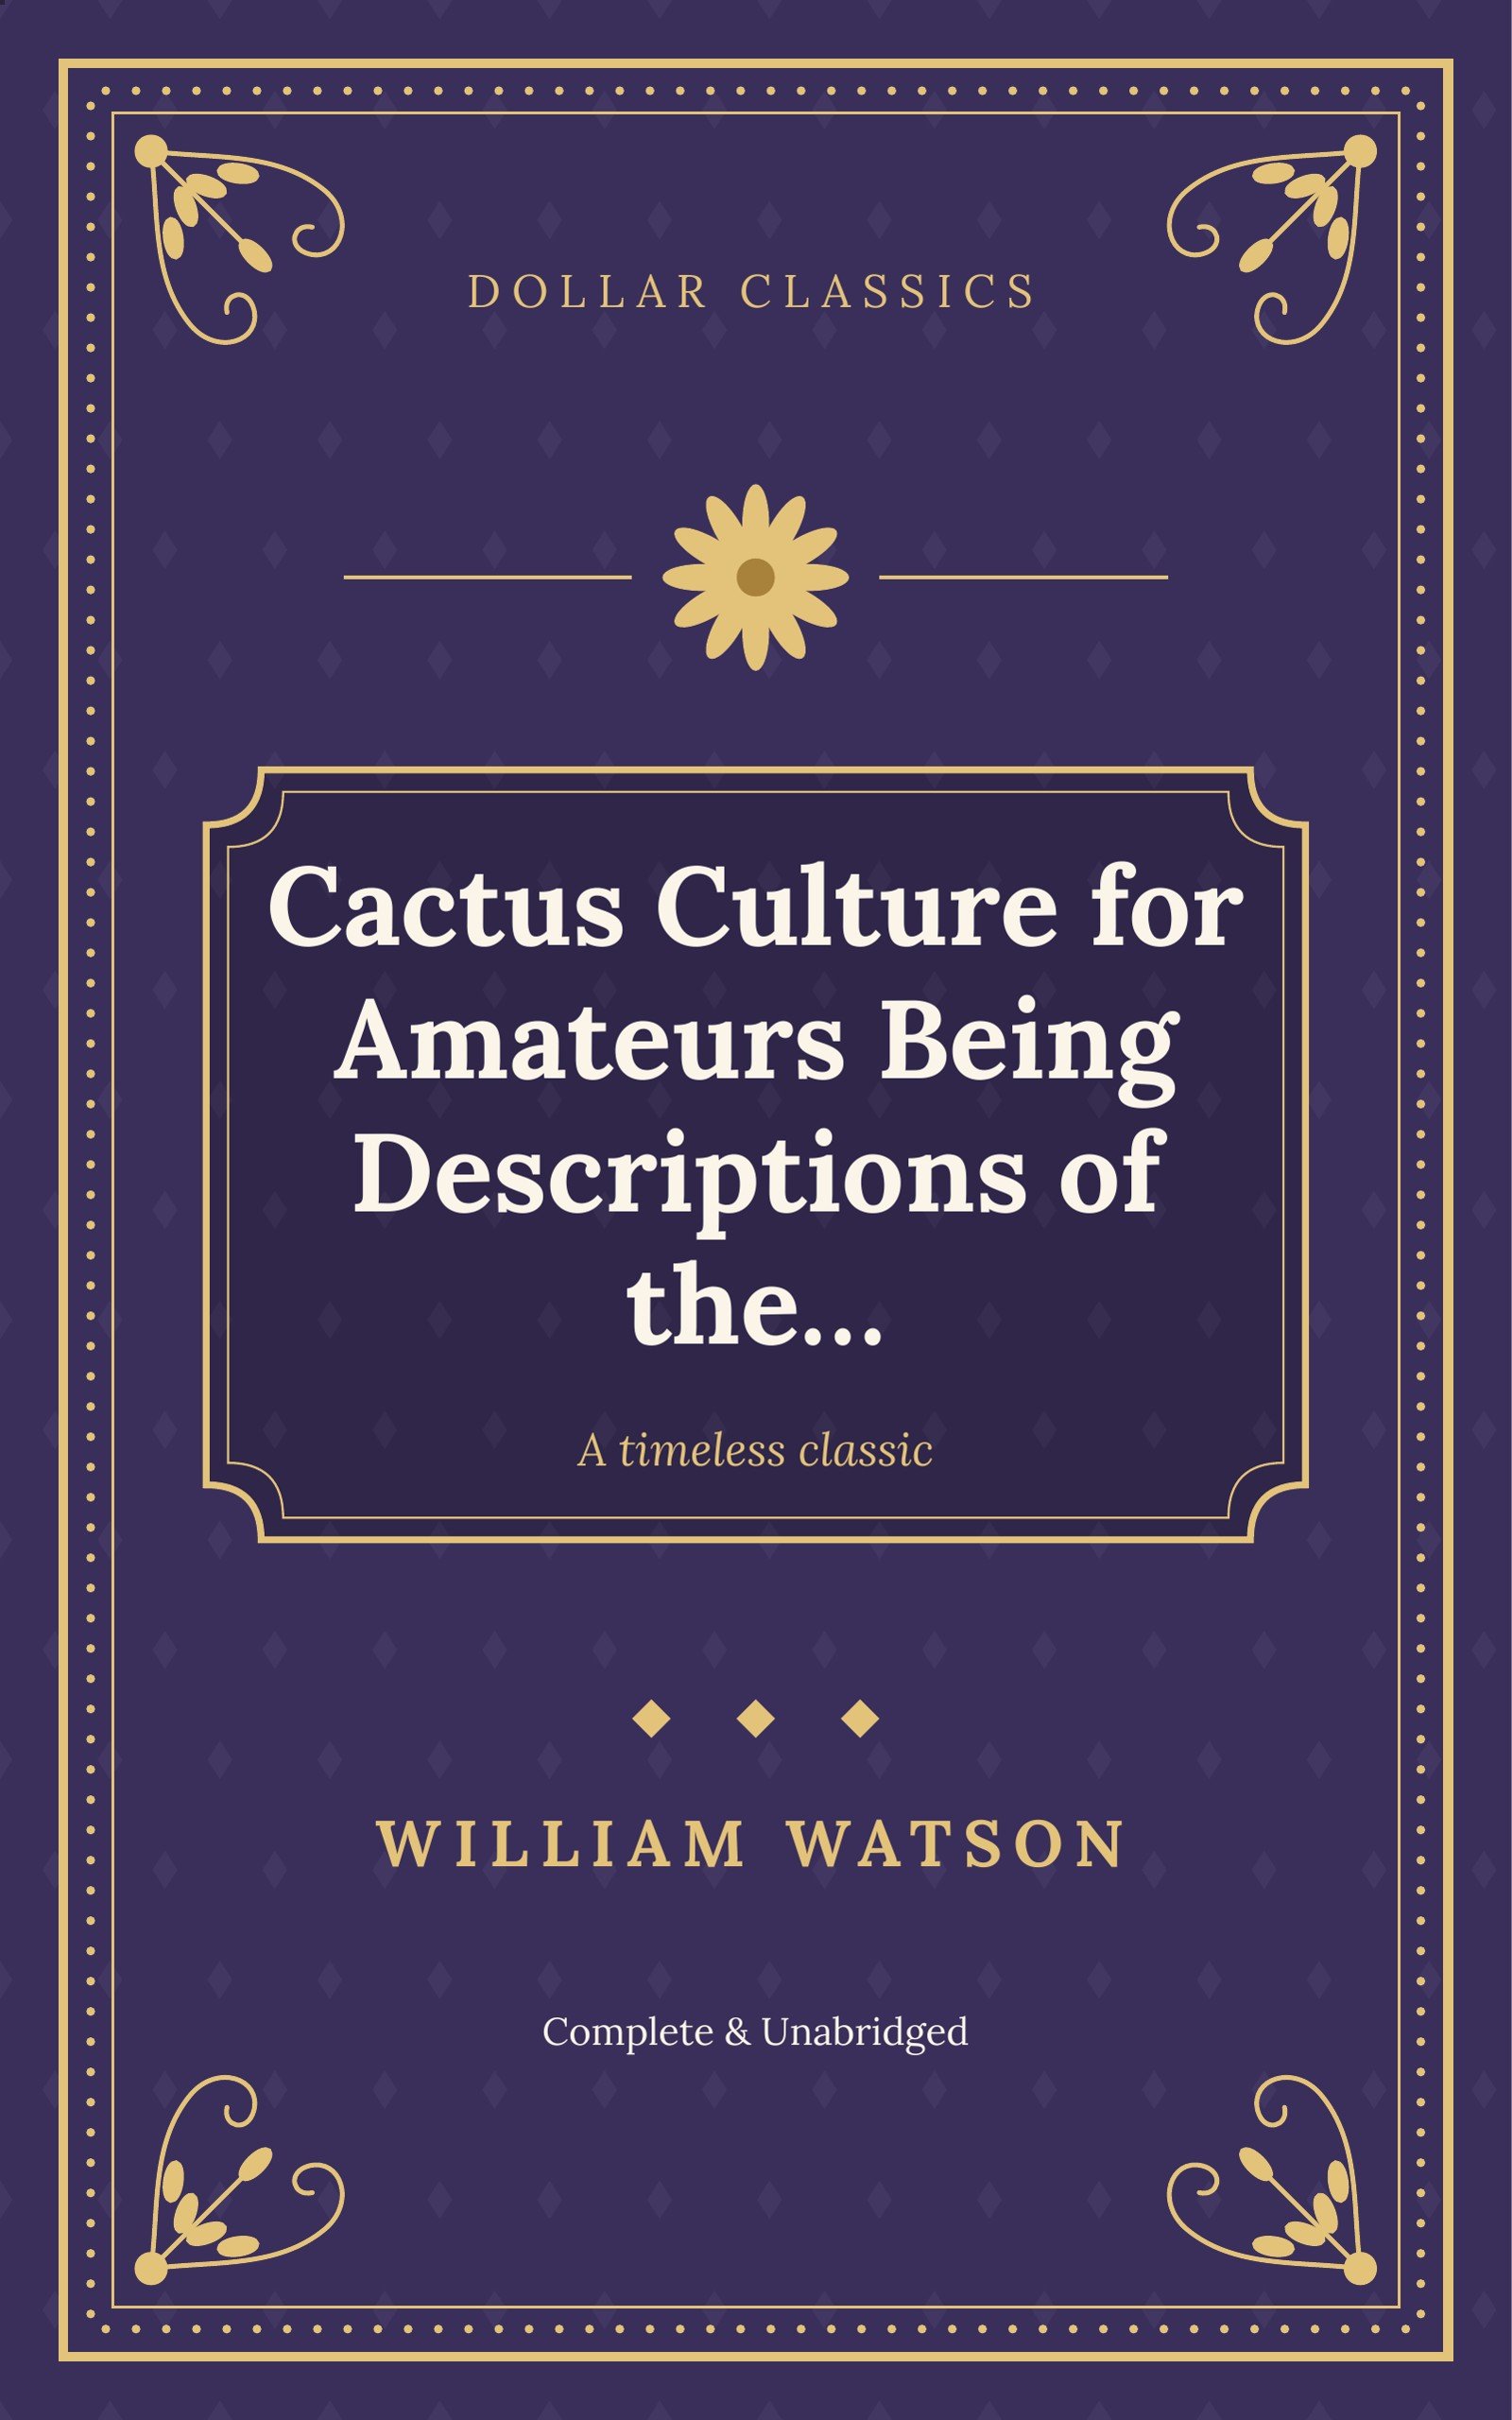 DOLLAR CLASSICS
Cactus Culture for
Amateurs Being
Descriptions of
the...
A timeless classic
WILLIAM WATSON
Complete & Unabridged